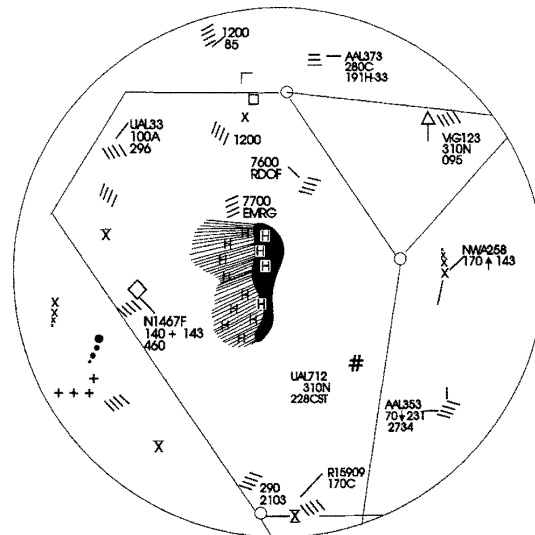 1200
85
AAL373
280C
191H-33
UAL33
100A
296
1200
VIG123
310N
095
7600
RDOF
7700
EMRG
H
H
H
H
H
H
H
H
H
H
H
H
X
X
NWA258
170 ↑ 143
X
X
X
N1467F
140 + 143
460
UAL712
310N
228CST
#
AAL353
70 ↓ 231
2734
+ + + +
X
290
2103
R15909
170C
X